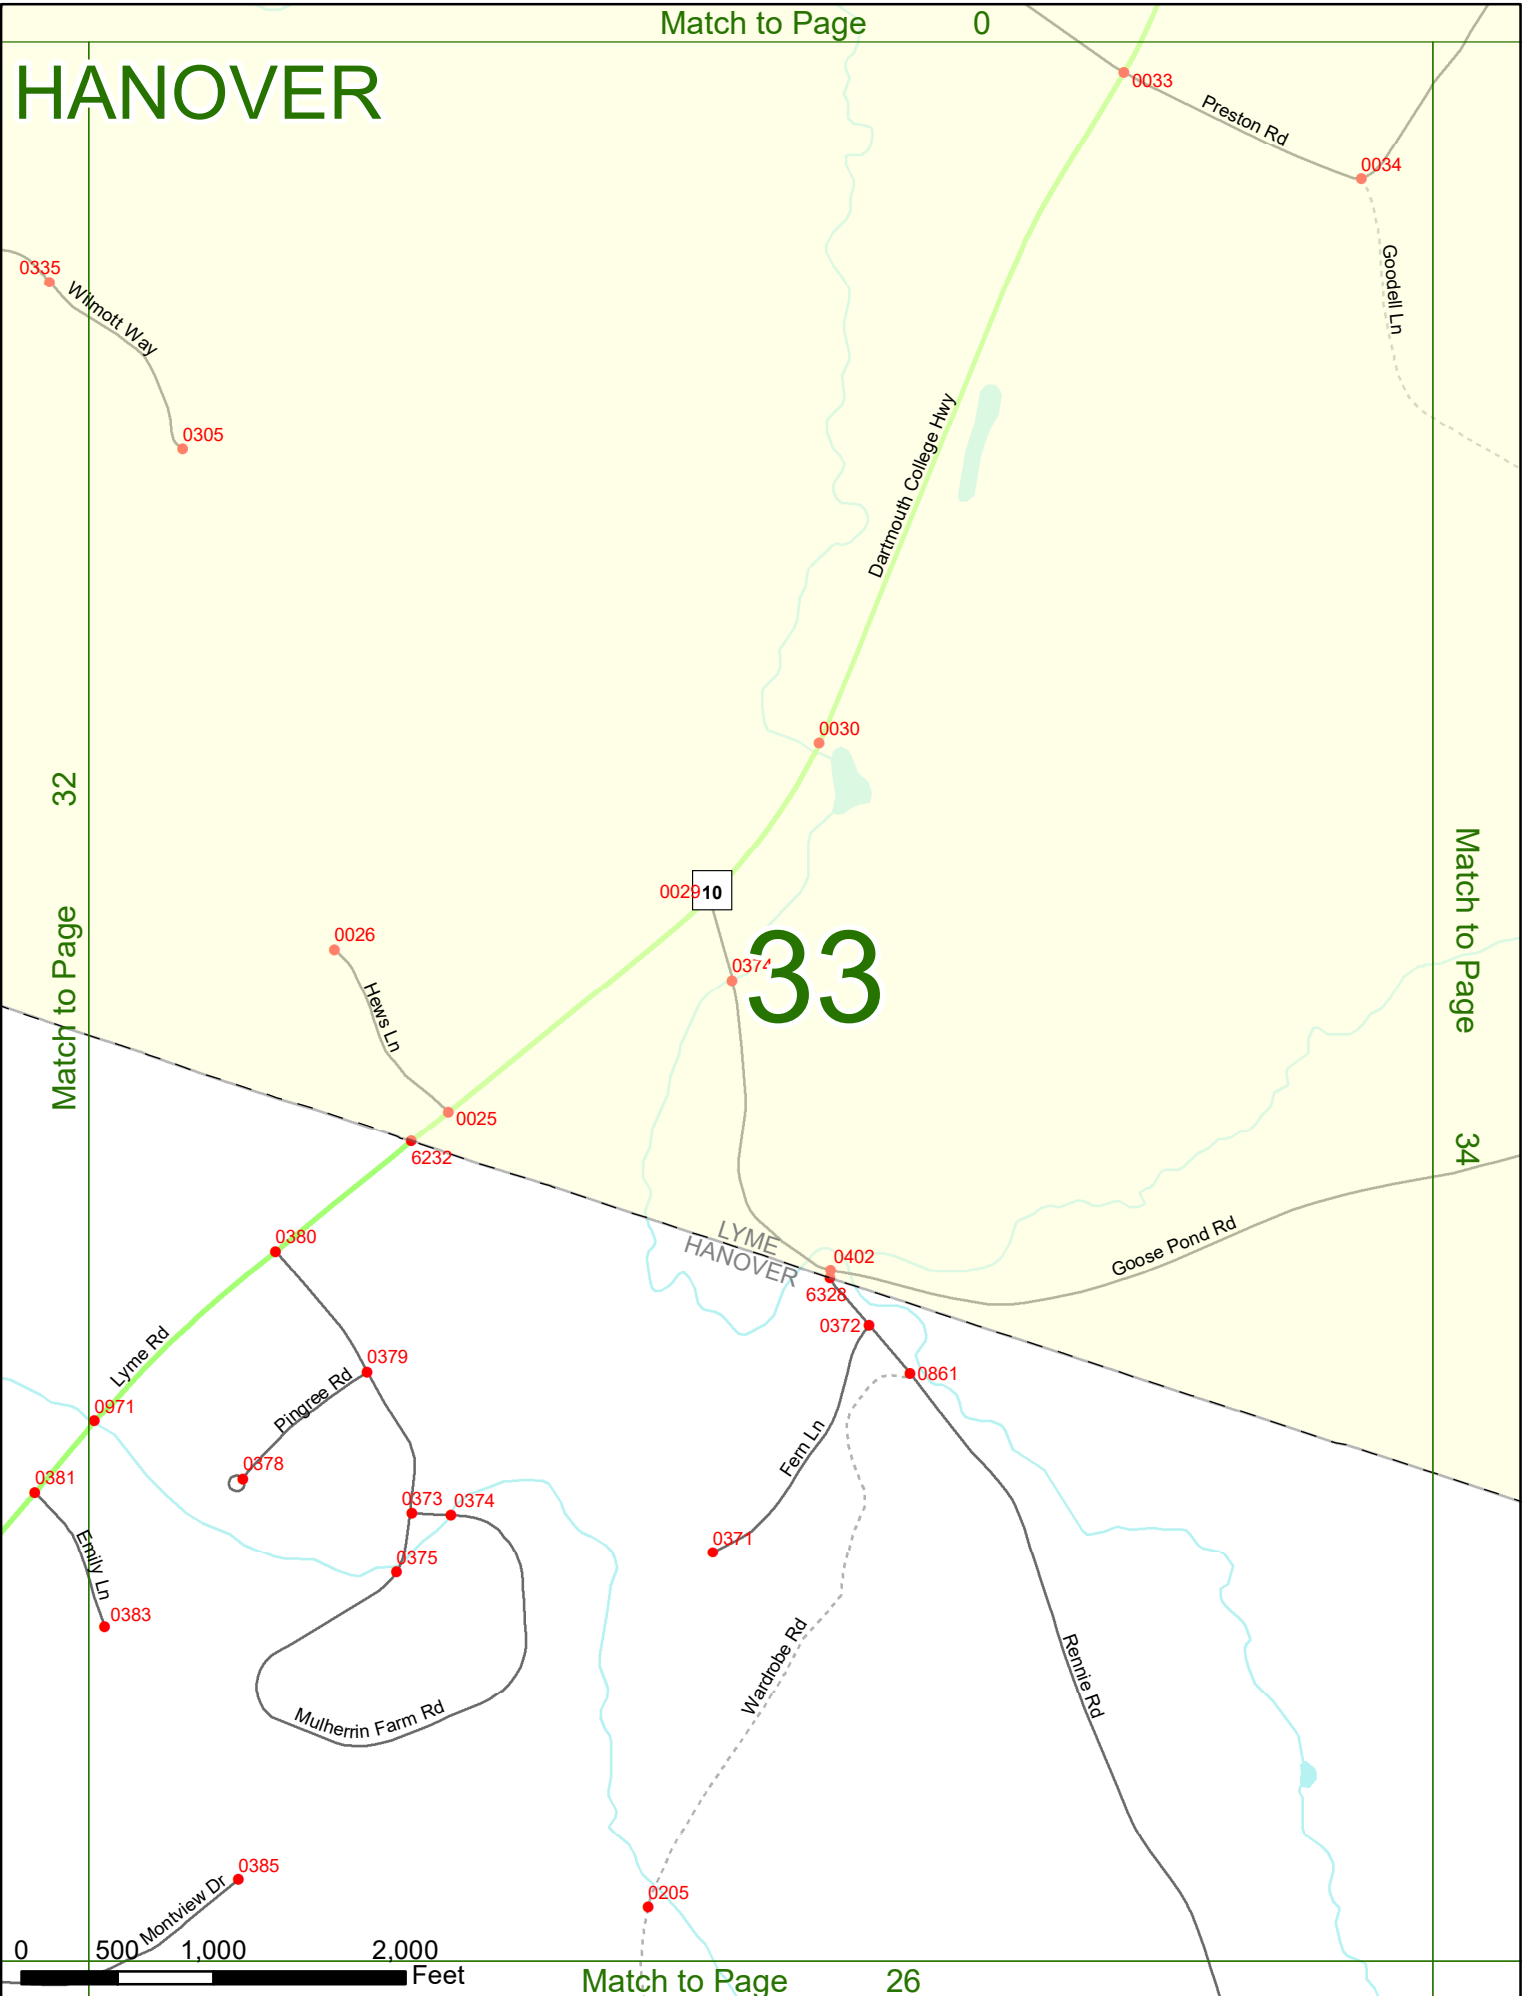 Match to Page 0
HANOVER
0033
Preston Rd
0034
Goodell Ln
0335
Wilmott Way
0305
Dartmouth College Hwy
0030
32
Match to Page
0029
10
33
0374
0026
Hews Ln
0025
6232
Match to Page
34
LYME
HANOVER
0402
6328
Goose Pond Rd
0380
0372
0861
Lyme Rd
0379
Pingree Rd
0971
0378
0381
Fern Ln
0373
0374
0371
Emily Ln
0375
0383
Wardrobe Rd
Rennie Rd
Mulherrin Farm Rd
0385
Montview Dr
0205
0 500 1,000 2,000
Feet
Match to Page 26